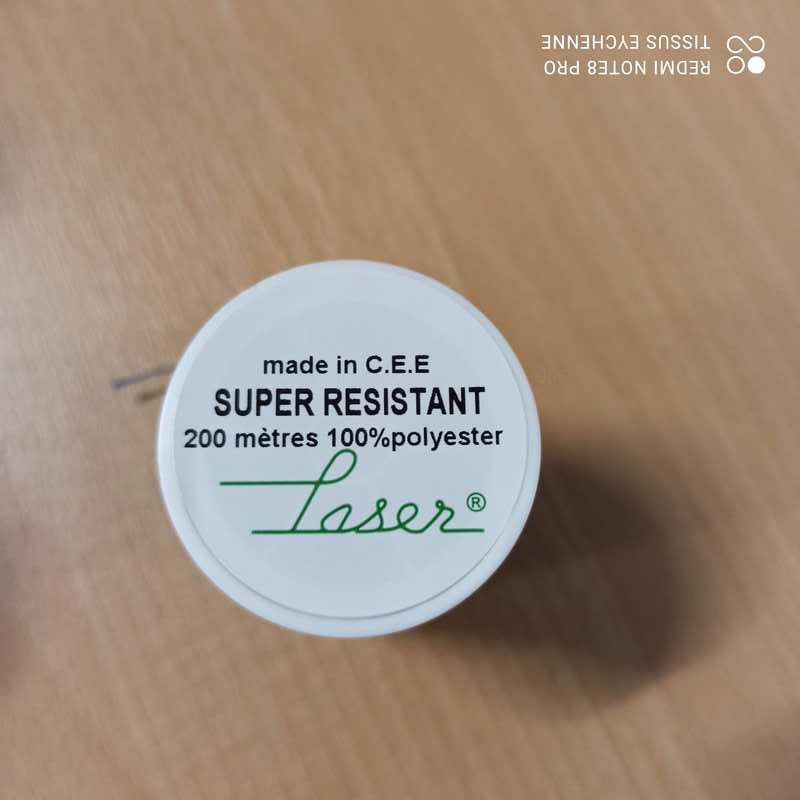 REDMI NOTE8 PRO
TISSUS EYCHENNE
made in C.E.E
SUPER RESISTANT
200 mètres 100%polyester
Laser®